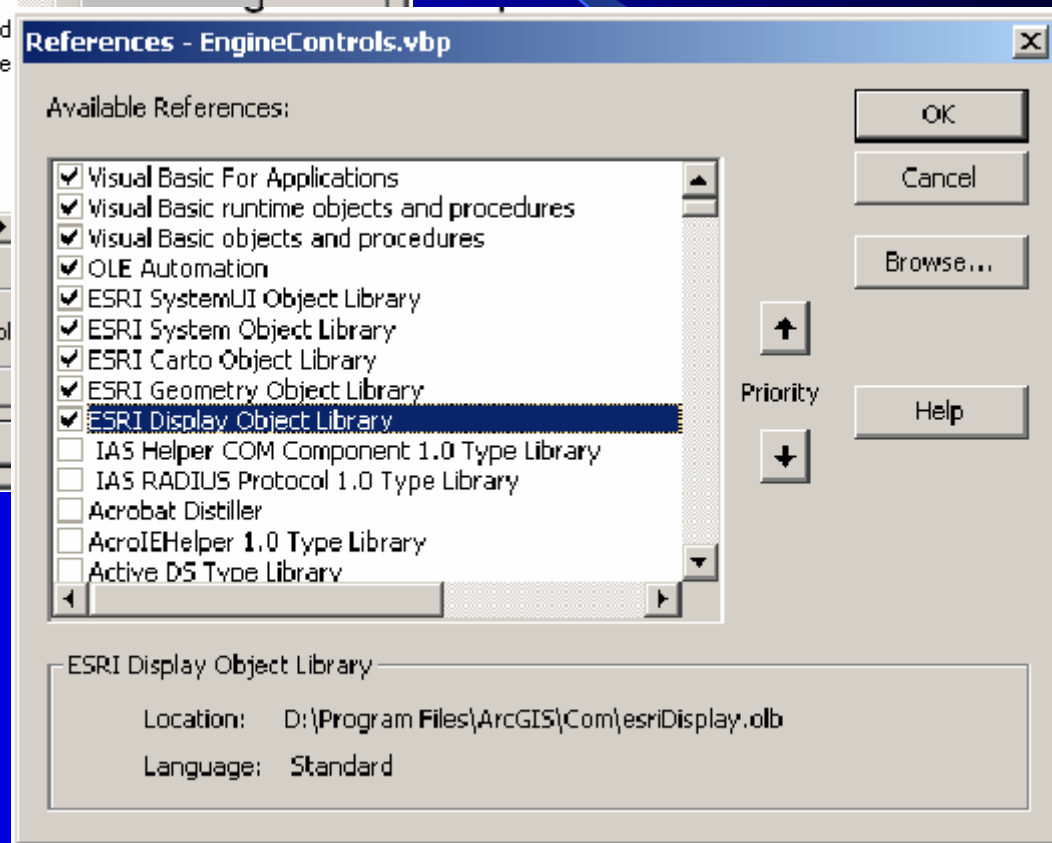 References - EngineControls.vbp
Available References:
OK
Cancel
Browse...
Help
Visual Basic For Applications
Visual Basic runtime objects and procedures
Visual Basic objects and procedures
OLE Automation
ESRI SystemUI Object Library
ESRI System Object Library
ESRI Carto Object Library
ESRI Geometry Object Library
ESRI Display Object Library
IAS Helper COM Component 1.0 Type Library
IAS RADIUS Protocol 1.0 Type Library
Acrobat Distiller
AcroIEHelper 1.0 Type Library
Active DS Type Library
Priority
ESRI Display Object Library
Location: D:\Program Files\ArcGIS\Com\esriDisplay.olb
Language: Standard